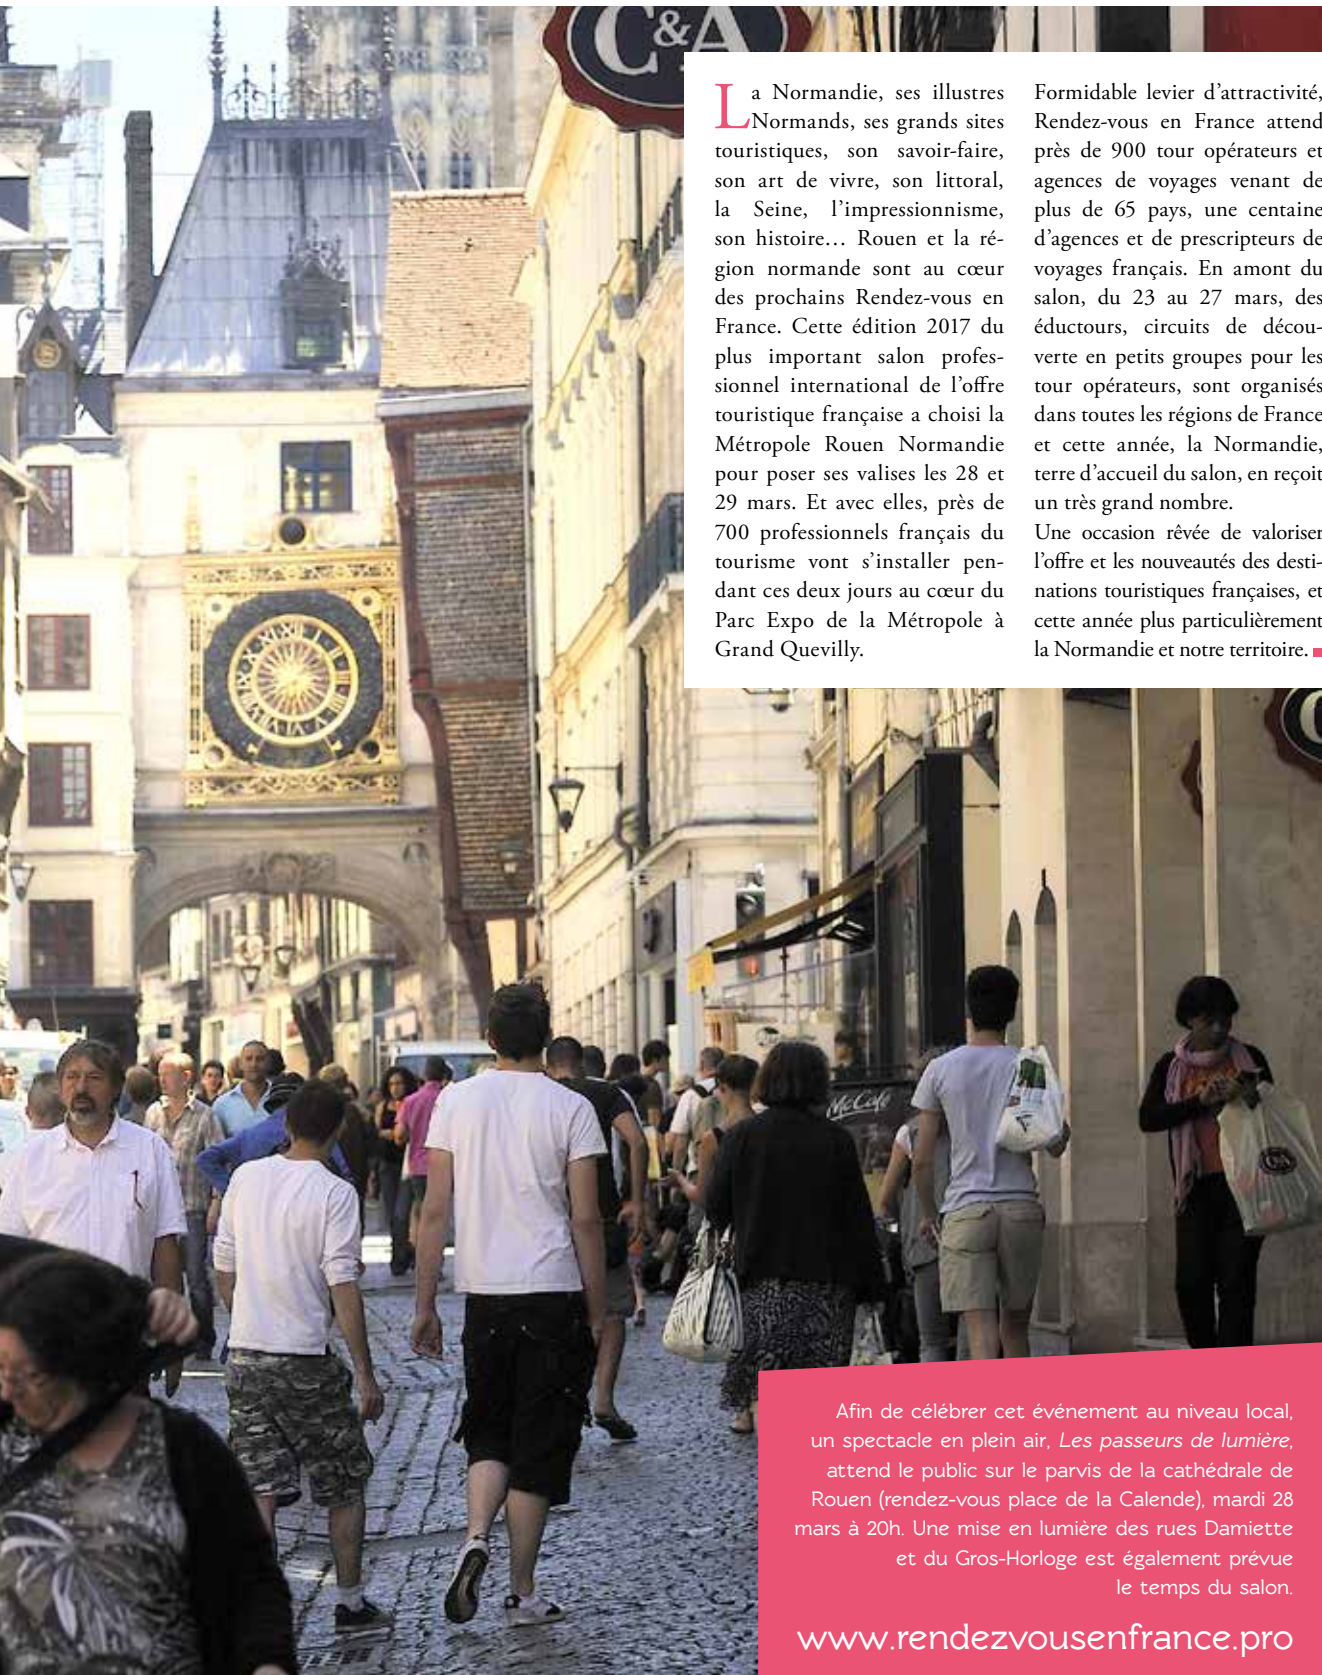 C&A
La Normandie, ses illustres
Normands, ses grands sites
touristiques, son savoir-faire,
son art de vivre, son littoral,
la Seine, l'impressionnisme,
son histoire… Rouen et la ré-
gion normande sont au cœur
des prochains Rendez-vous en
France. Cette édition 2017 du
plus important salon profes-
sionnel international de l'offre
touristique française a choisi la
Métropole Rouen Normandie
pour poser ses valises les 28 et
29 mars. Et avec elles, près de
700 professionnels français du
tourisme vont s'installer pen-
dant ces deux jours au cœur du
Parc Expo de la Métropole à
Grand Quevilly.
Formidable levier d'attractivité,
Rendez-vous en France attend
près de 900 tour opérateurs et
agences de voyages venant de
plus de 65 pays, une centaine
d'agences et de prescripteurs de
voyages français. En amont du
salon, du 23 au 27 mars, des
éductours, circuits de décou-
verte en petits groupes pour les
tour opérateurs, sont organisés
dans toutes les régions de France
et cette année, la Normandie,
terre d'accueil du salon, en reçoit
un très grand nombre.
Une occasion rêvée de valoriser
l'offre et les nouveautés des desti-
nations touristiques françaises, et
cette année plus particulièrement
la Normandie et notre territoire.
McCafé
C&A
Afin de célébrer cet événement au niveau local,
un spectacle en plein air, Les passeurs de lumière,
attend le public sur le parvis de la cathédrale de
Rouen (rendez-vous place de la Calende), mardi 28
mars à 20h. Une mise en lumière des rues Damiette
et du Gros-Horloge est également prévue
le temps du salon.
www.rendezvousenfrance.pro